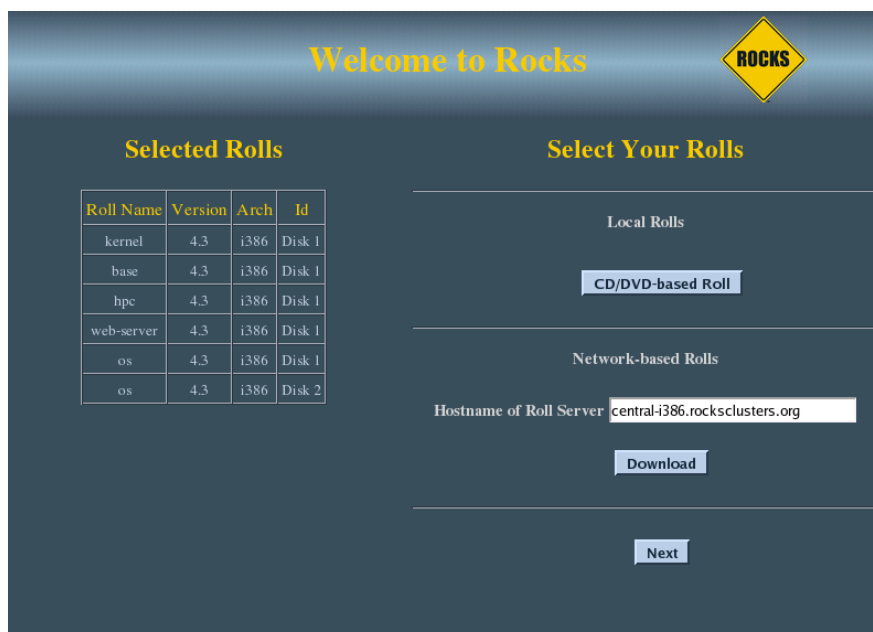 Welcome to Rocks
ROCKS
Selected Rolls
Roll Name Version Arch Id
kernel 4.3 i386 Disk 1
base 4.3 i386 Disk 1
hpc 4.3 i386 Disk 1
web-server 4.3 i386 Disk 1
os 4.3 i386 Disk 1
os 4.3 i386 Disk 2
Select Your Rolls
Local Rolls
CD/DVD-based Roll
Network-based Rolls
Hostname of Roll Server central-i386.rocksclusters.org
Download
Next